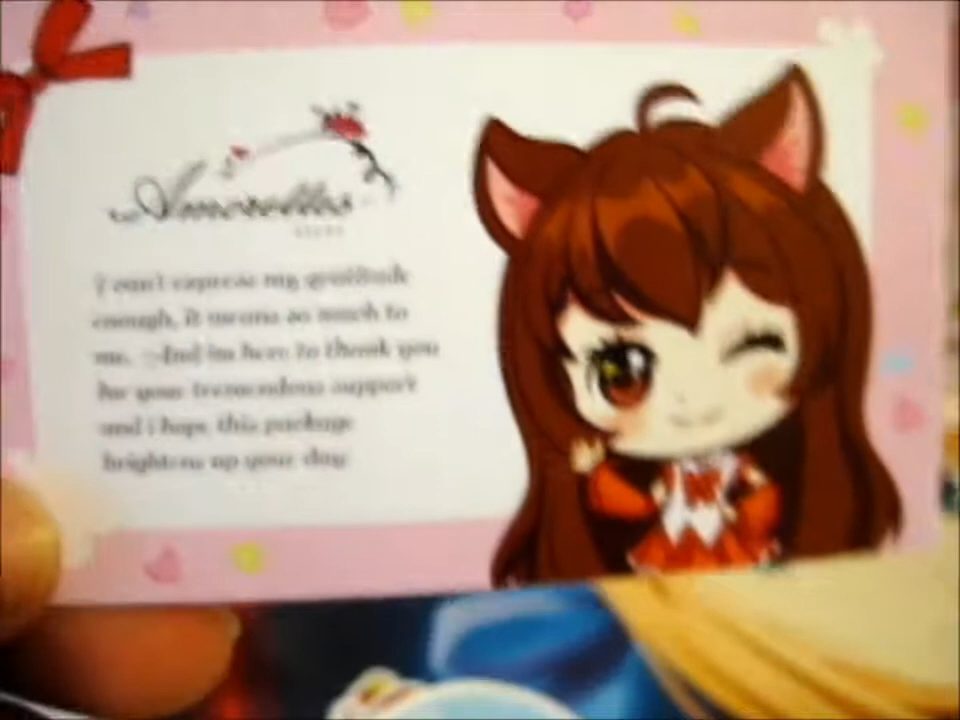 Amorettes
I can't express my gratitude
enough, it means so much to
me. And im here to thank you
for your tremendous support
and i hope this package
brightens up your day.